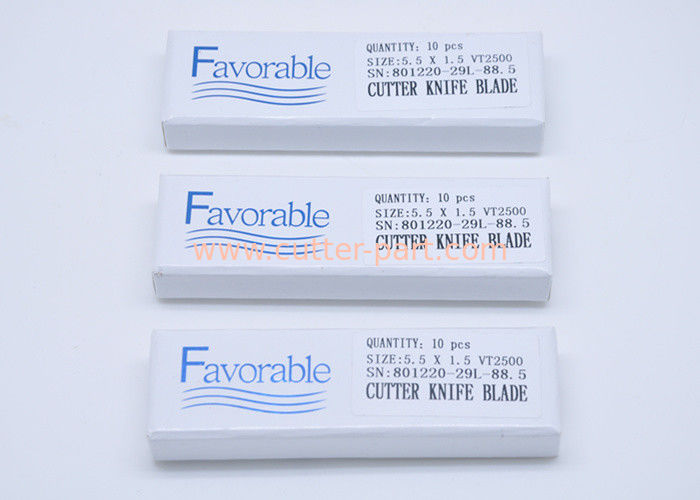 Favorable
QUANTITY: 10 pcs
SIZE:5.5 X 1.5 VT2500
SN:801220-29L-88.5
CUTTER KNIFE BLADE
Favorable
QUANTITY: 10 pcs
SIZE:5.5 X 1.5 VT2500
SN:801220-29L-88.5
CUTTER KNIFE BLADE
www.cutter-part.com
Favorable
QUANTITY: 10 pcs
SIZE:5.5 X 1.5 VT2500
SN:801220-29L-88.5
CUTTER KNIFE BLADE